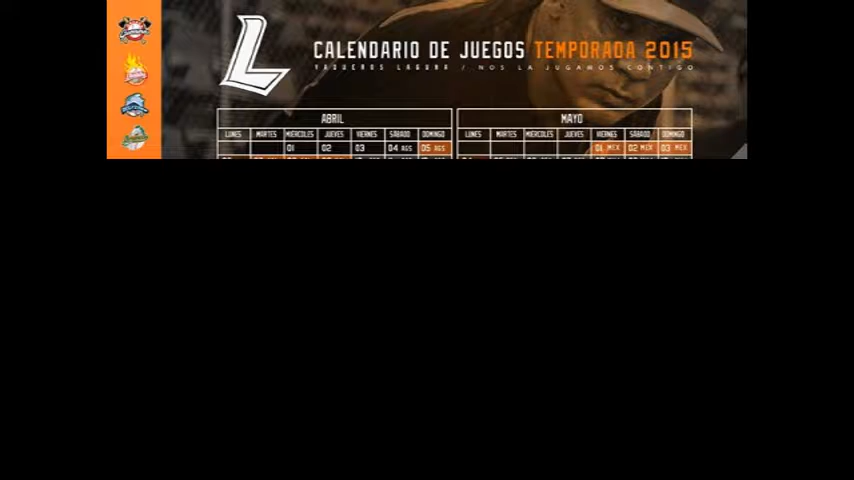 L
CALENDARIO DE JUEGOS TEMPORADA 2015
VAQUEROS LAGUNA / NOS LA JUGAMOS CONTIGO
ABRIL
LUNES MARTES MIERCOLES JUEVES VIERNES SÁBADO DOMINGO
01 02 03 04 AGS 05 AGS
MAYO
LUNES MARTES MIERCOLES JUEVES VIERNES SÁBADO DOMINGO
01 MEX 02 MEX 03 MEX